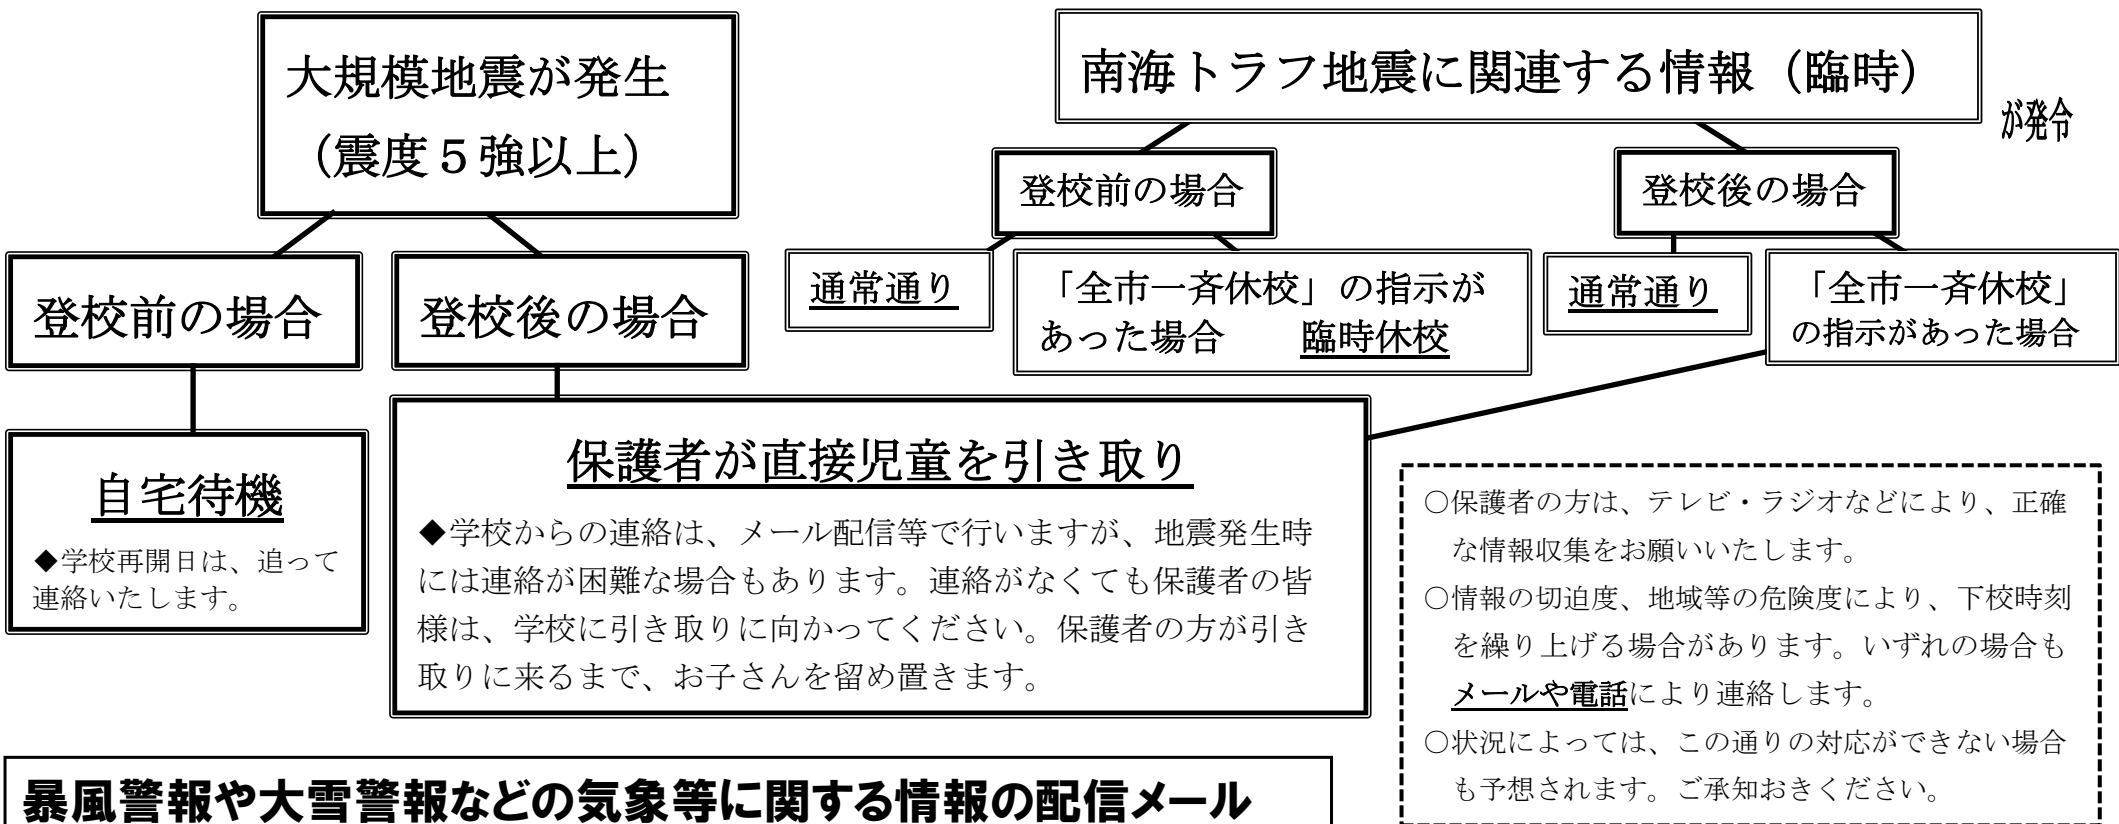 大規模地震が発生
（震度５強以上）
登校前の場合
登校後の場合
自宅待機
◆学校再開日は、追って
連絡いたします。
保護者が直接児童を引き取り
◆学校からの連絡は、メール配信等で行いますが、地震発生時
には連絡が困難な場合もあります。連絡がなくても保護者の皆
様は、学校に引き取りに向かってください。保護者の方が引き
取りに来るまで、お子さんを留め置きます。
南海トラフ地震に関連する情報（臨時）
が発令
登校前の場合
登校後の場合
通常通り
「全市一斉休校」の指示が
あった場合　　臨時休校
通常通り
「全市一斉休校」
の指示があった場合
○保護者の方は、テレビ・ラジオなどにより、正確
な情報収集をお願いいたします。
○情報の切迫度、地域等の危険度により、下校時刻
を繰り上げる場合があります。いずれの場合も
メールや電話により連絡します。
○状況によっては、この通りの対応ができない場合
も予想されます。ご承知おきください。
暴風警報や大雪警報などの気象等に関する情報の配信メール